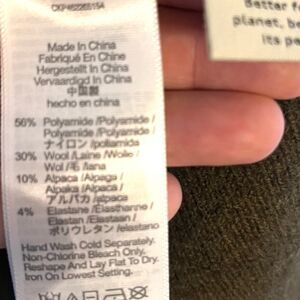 CKP462265154
Made In China
Fabriqué En Chine
Hergestellt In China
Vervaardigd In China
中国製
hecho en china
56% Polyamide /Polyamide /
Polyamide /Polyamide /
ナイロン /poliamida
30% Wool /Laine /Wolle /
Wol /毛 /lana
10% Alpaca /Alpaga /
Alpaka /Alpaca /
アルパカ /alpaca
4% Elastane /Elasthanne /
Elastan /Elastaan /
ポリウレタン /elastano
Hand Wash Cold Separately.
Non-Chlorine Bleach Only.
Reshape And Lay Flat To Dry.
Iron On Lowest Setting.
Better f
planet, be
its pe